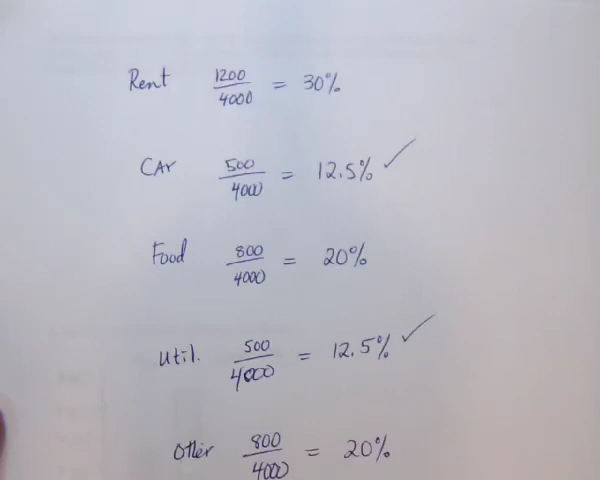 Rent 1200/4000 = 30%
CAr 500/4000 = 12.5% ✓
Food 800/4000 = 20%
Util. 500/4000 = 12.5% ✓
Other 800/4000 = 20%